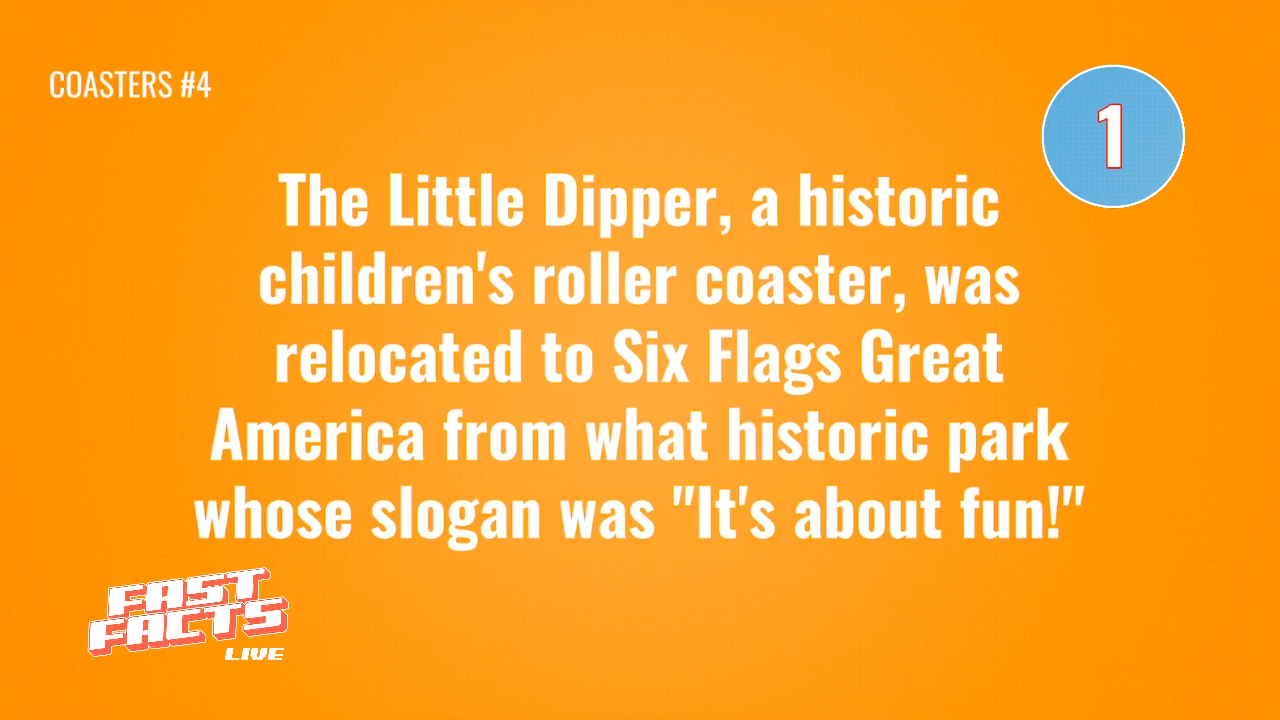 COASTERS #4
1
The Little Dipper, a historic
children's roller coaster, was
relocated to Six Flags Great
America from what historic park
whose slogan was "It's about fun!"
FAST
FACTS
LIVE